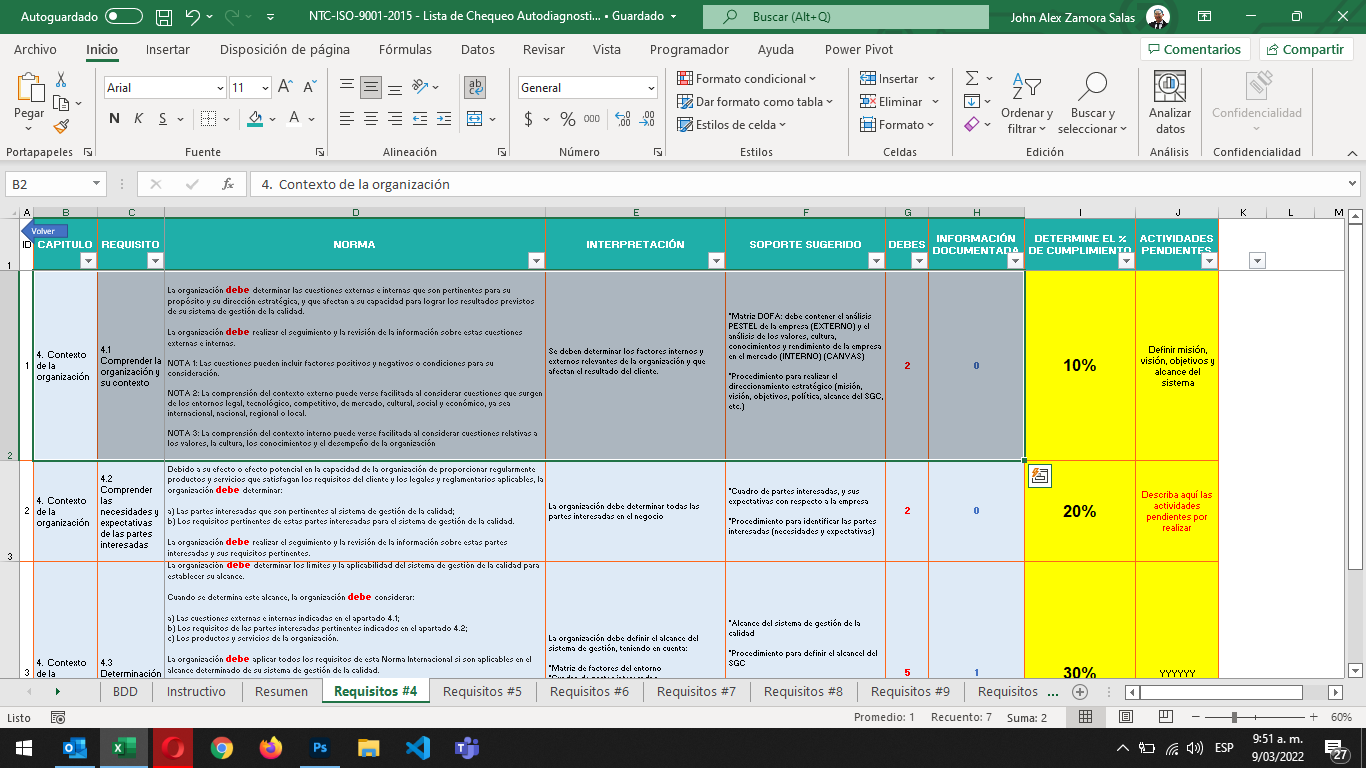 Autoguardado
NTC-ISO-9001-2015 - Lista de Chequeo Autodiagnosti... • Guardado
Buscar (Alt+Q)
John Alex Zamora Salas
Archivo Inicio Insertar Disposición de página Fórmulas Datos Revisar Vista Programador Ayuda Power Pivot
Comentarios Compartir
Pegar
Arial 11
N K S A
General
$ % 000
Formato condicional
Dar formato como tabla
Estilos de celda
Insertar
Eliminar
Formato
Ordenar y
filtrar
Buscar y
seleccionar
Analizar
datos
Confidencialidad
Portapapeles Fuente Alineación Número Estilos Celdas Edición Análisis Confidencialidad
B2 fx 4. Contexto de la organización
A B C D E F G H I J K L M
Volver
ID CAPITULO REQUISITO NORMA INTERPRETACIÓN SOPORTE SUGERIDO DEBES
INFORMACIÓN
DOCUMENTADA
DETERMINE EL %
DE CUMPLIMIENTO
ACTIVIDADES
PENDIENTES
1
1
4. Contexto
de la
organización
4.1
Comprender la
organización y
su contexto
La organización debe determinar las cuestiones externas e internas que son pertinentes para su
propósito y su dirección estratégica, y que afectan a su capacidad para lograr los resultados previstos
de su sistema de gestión de la calidad.
La organización debe realizar el seguimiento y la revisión de la información sobre estas cuestiones
externas e internas.
NOTA 1: Las cuestiones pueden incluir factores positivos y negativos o condiciones para su
consideración.
NOTA 2: La comprensión del contexto externo puede verse facilitada al considerar cuestiones que surgen
de los entornos legal, tecnológico, competitivo, de mercado, cultural, social y económico, ya sea
internacional, nacional, regional o local.
NOTA 3: La comprensión del contexto interno puede verse facilitada al considerar cuestiones relativas a
los valores, la cultura, los conocimientos y el desempeño de la organización
Se deben determinar los factores internos y
externos relevantes de la organización y que
afectan el resultado del cliente.
*Matriz DOFA: debe contener el análisis
PESTEL de la empresa (EXTERNO) y el
análisis de los valores, cultura,
conocimientos y rendimiento de la empresa
en el mercado (INTERNO) (CANVAS)
*Procedimiento para realizar el
direccionamiento estratégico (misión,
visión, objetivos, política, alcance del SGC,
etc.)
2
0
10%
Definir misión,
visión, objetivos y
alcance del
sistema
2
2
4. Contexto
de la
organización
4.2
Comprender
las
necesidades y
expectativas
de las partes
interesadas
Debido a su efecto o efecto potencial en la capacidad de la organización de proporcionar regularmente
productos y servicios que satisfagan los requisitos del cliente y los legales y reglamentarios aplicables, la
organización debe determinar:
a) Las partes interesadas que son pertinentes al sistema de gestión de la calidad;
b) Los requisitos pertinentes de estas partes interesadas para el sistema de gestión de la calidad.
La organización debe realizar el seguimiento y la revisión de la información sobre estas partes
interesadas y sus requisitos pertinentes.
La organización debe determinar todas las
partes interesadas en el negocio
*Cuadro de partes interesadas, y sus
expectativas con respecto a la empresa
*Procedimiento para identificar las partes
interesadas (necesidades y expectativas)
2
0
20%
Describa aquí las
actividades
pendientes por
realizar
3
3
4. Contexto
de la
4.3
Determinación
La organización debe determinar los límites y la aplicabilidad del sistema de gestión de la calidad para
establecer su alcance.
Cuando se determina este alcance, la organización debe considerar:
a) Las cuestiones externas e internas indicadas en el apartado 4.1;
b) Los requisitos de las partes interesadas pertinentes indicados en el apartado 4.2;
c) Los productos y servicios de la organización.
La organización debe aplicar todos los requisitos de esta Norma Internacional si son aplicables en el
alcance determinado de su sistema de gestión de la calidad.
La organización debe definir el alcance del
sistema de gestión, teniendo en cuenta:
*Matriz de factores del entorno
*Alcance del sistema de gestión de la
calidad
*Procedimiento para definir el alcancel del
SGC
5
1
30%
YYYYYY
BDD Instructivo Resumen Requisitos #4 Requisitos #5 Requisitos #6 Requisitos #7 Requisitos #8 Requisitos #9 Requisitos ...
Listo
Promedio: 1 Recuento: 7 Suma: 2
60%
ESP
9:51 a. m.
9/03/2022
27